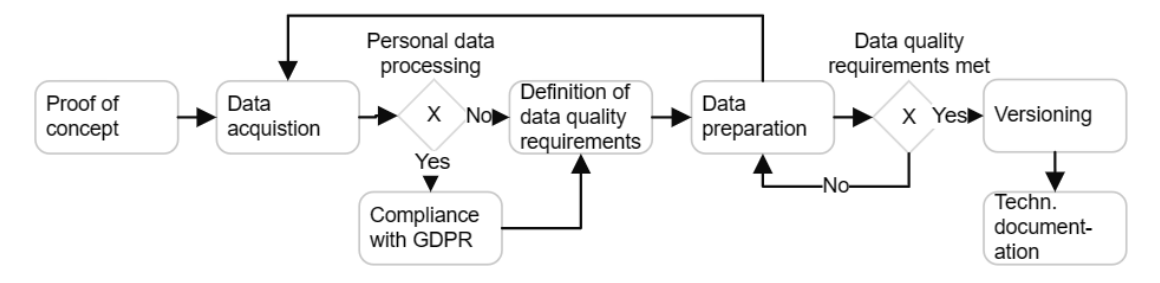 Proof of
concept
Data
acquistion
Personal data
processing
X
No
Yes
Compliance
with GDPR
Definition of
data quality
requirements
Data
preparation
Data quality
requirements met
X
Yes
No
Versioning
Techn.
document-
ation